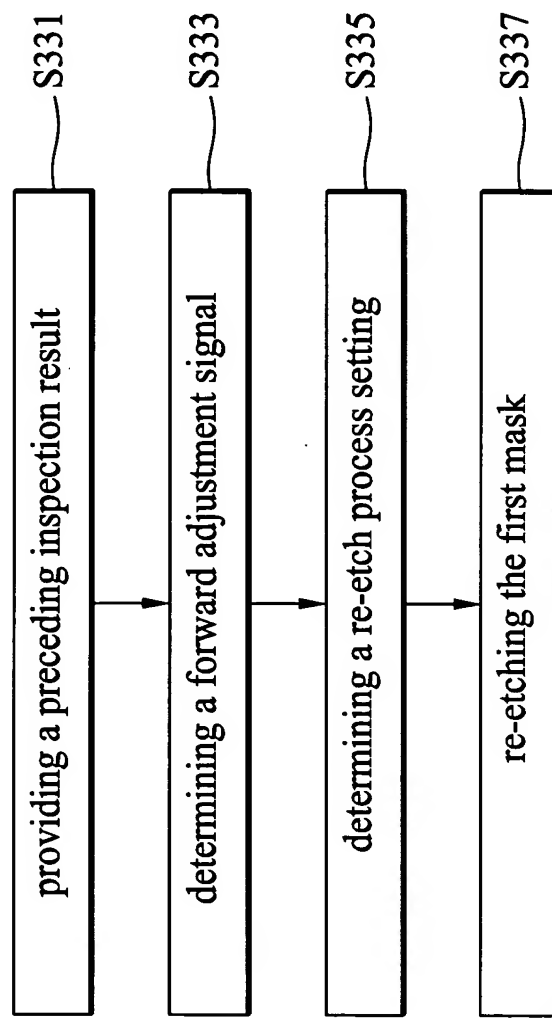 providing a preceding inspection result
S331
determining a forward adjustment signal
S333
determining a re-etch process setting
S335
re-etching the first mask
S337